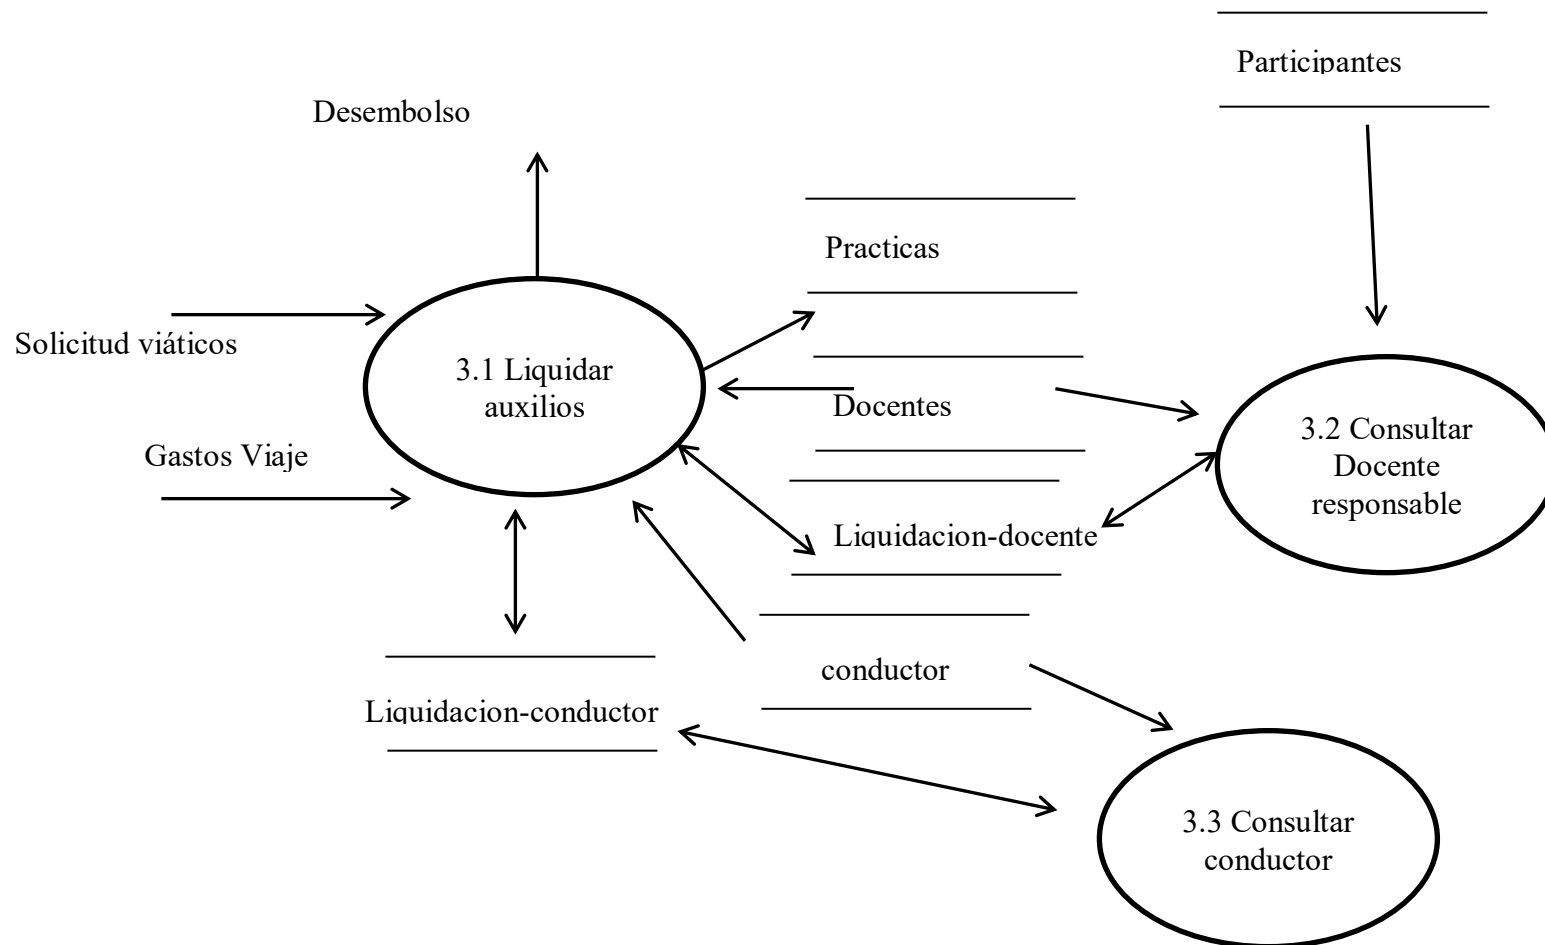 Participantes
Desembolso
Practicas
Solicitud viáticos
3.1 Liquidar
auxilios
Docentes
3.2 Consultar
Docente
responsable
Gastos Viaje
Liquidacion-docente
conductor
Liquidacion-conductor
3.3 Consultar
conductor